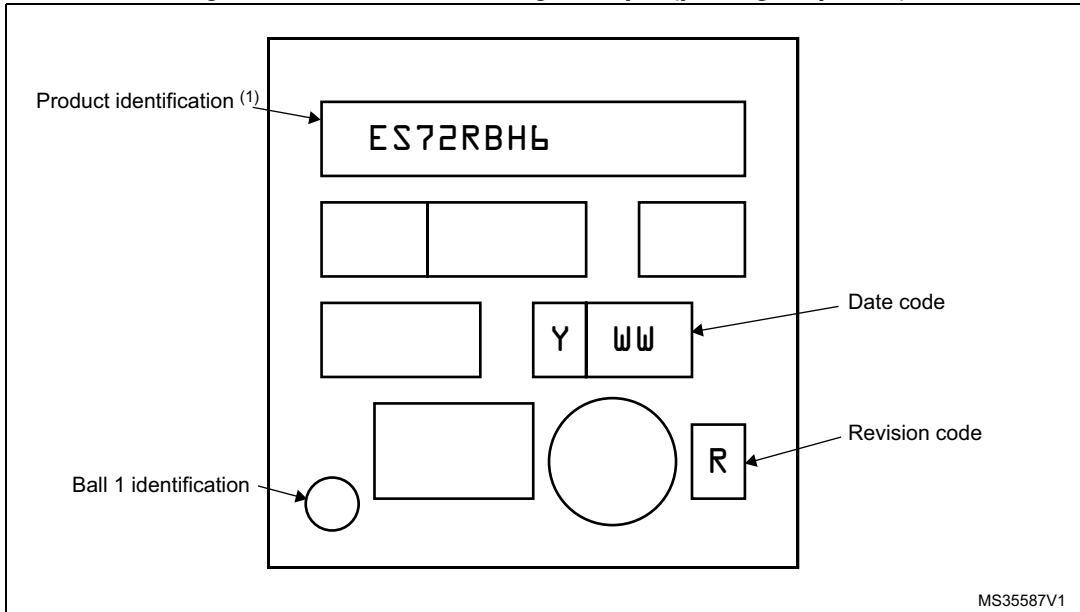 Product identification (1)
ES72RBH6
Date code
Y WW
Revision code
R
Ball 1 identification
MS35587V1